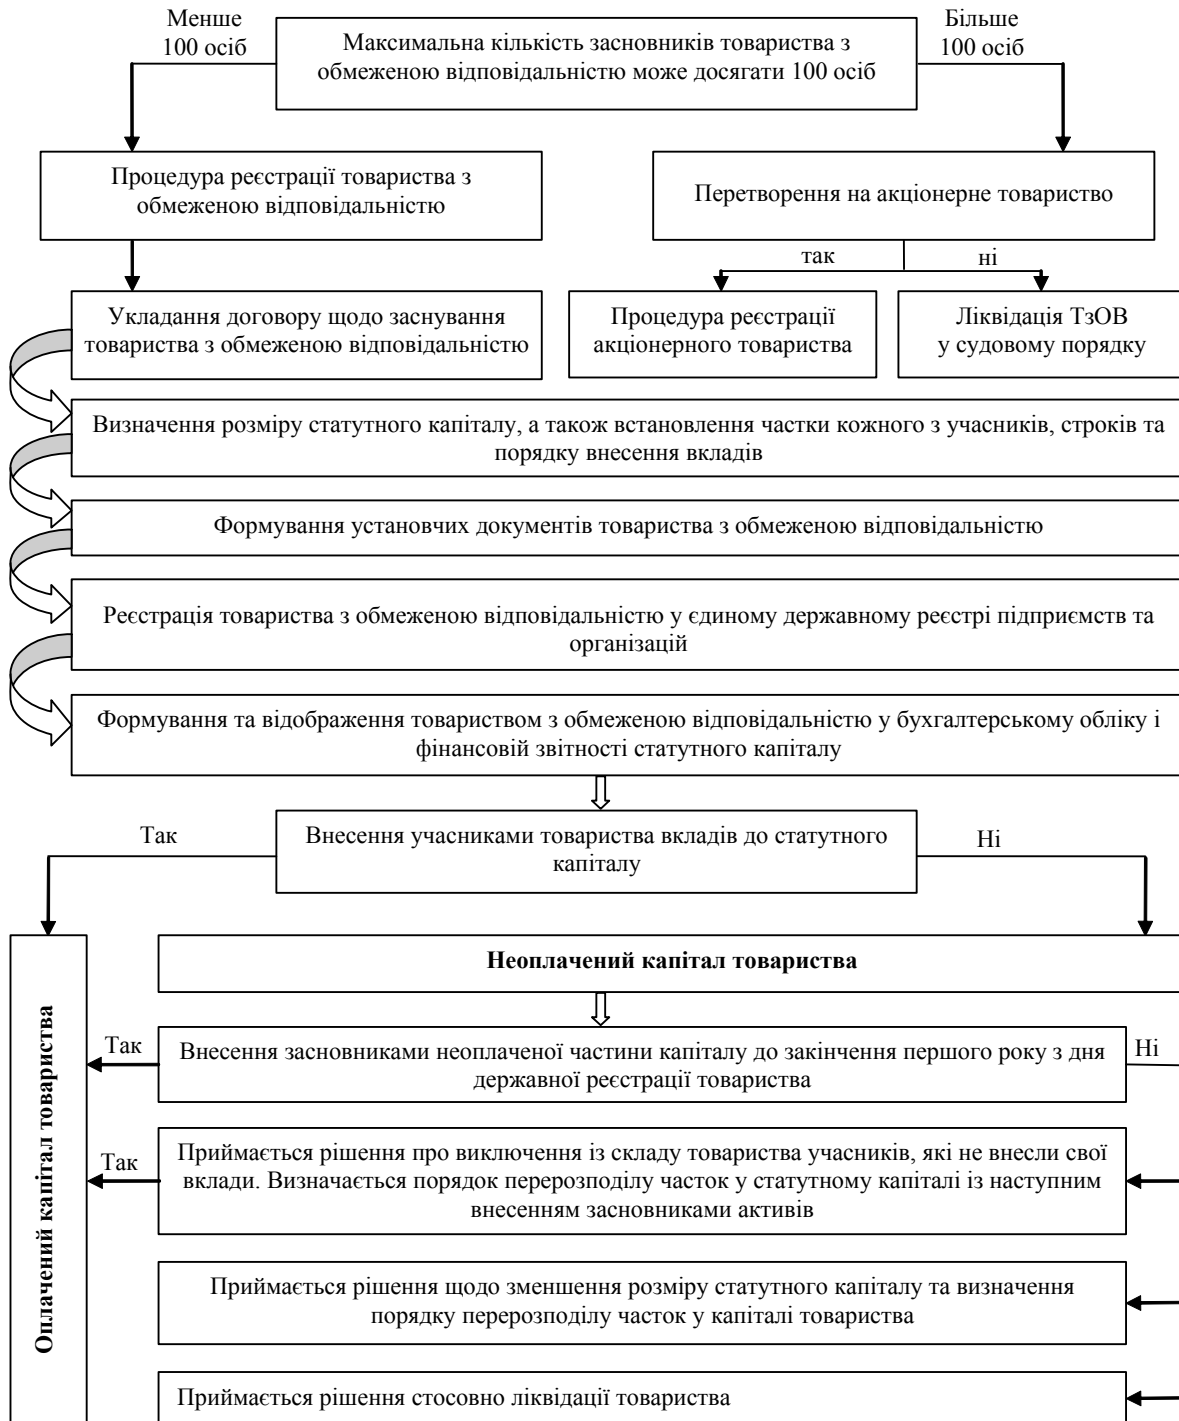 Менше
100 осіб
Максимальна кількість засновників товариства з
обмеженою відповідальністю може досягати 100 осіб
Більше
100 осіб
Процедура реєстрації товариства з
обмеженою відповідальністю
Перетворення на акціонерне товариство
так
ні
Укладання договору щодо заснування
товариства з обмеженою відповідальністю
Процедура реєстрації
акціонерного товариства
Ліквідація ТзОВ
у судовому порядку
Визначення розміру статутного капіталу, а також встановлення частки кожного з учасників, строків та
порядку внесення вкладів
Формування установчих документів товариства з обмеженою відповідальністю
Реєстрація товариства з обмеженою відповідальністю у єдиному державному реєстрі підприємств та
організацій
Формування та відображення товариством з обмеженою відповідальністю у бухгалтерському обліку і
фінансовій звітності статутного капіталу
Так
Внесення учасниками товариства вкладів до статутного
капіталу
Ні
Оплачений капітал товариства
Неоплачений капітал товариства
Так
Внесення засновниками неоплаченої частини капіталу до закінчення першого року з дня
державної реєстрації товариства
Ні
Так
Приймається рішення про виключення із складу товариства учасників, які не внесли свої
вклади. Визначається порядок перерозподілу часток у статутному капіталі із наступним
внесенням засновниками активів
Приймається рішення щодо зменшення розміру статутного капіталу та визначення
порядку перерозподілу часток у капіталі товариства
Приймається рішення стосовно ліквідації товариства